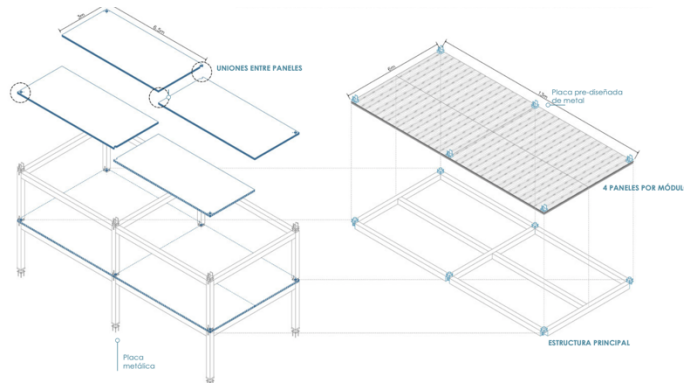 UNIONES ENTRE PANELES
Placa pre-diseñada
de metal
4 PANELES POR MÓDUL
ESTRUCTURA PRINCIPAL
Placa
metálica